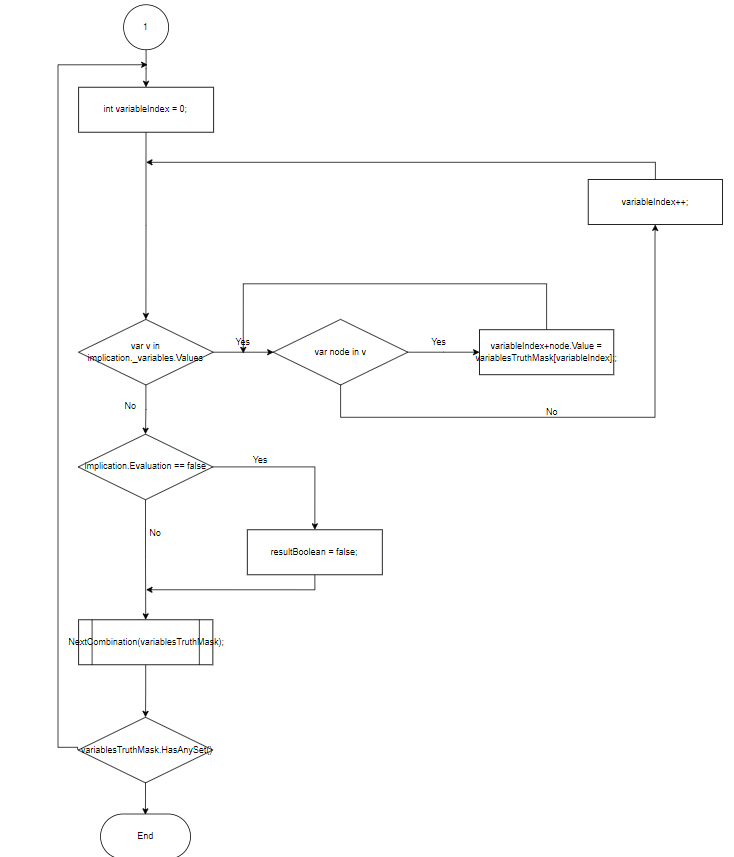 1
int variableIndex = 0;
variableIndex++;
var v in
implication._variables.Values
Yes
var node in v
Yes
variableIndex+node.Value =
variablesTruthMask[variableIndex];
No
No
implication.Evaluation == false
Yes
No
resultBoolean = false;
NextCombination(variablesTruthMask);
variablesTruthMask.HasAnySet()
End